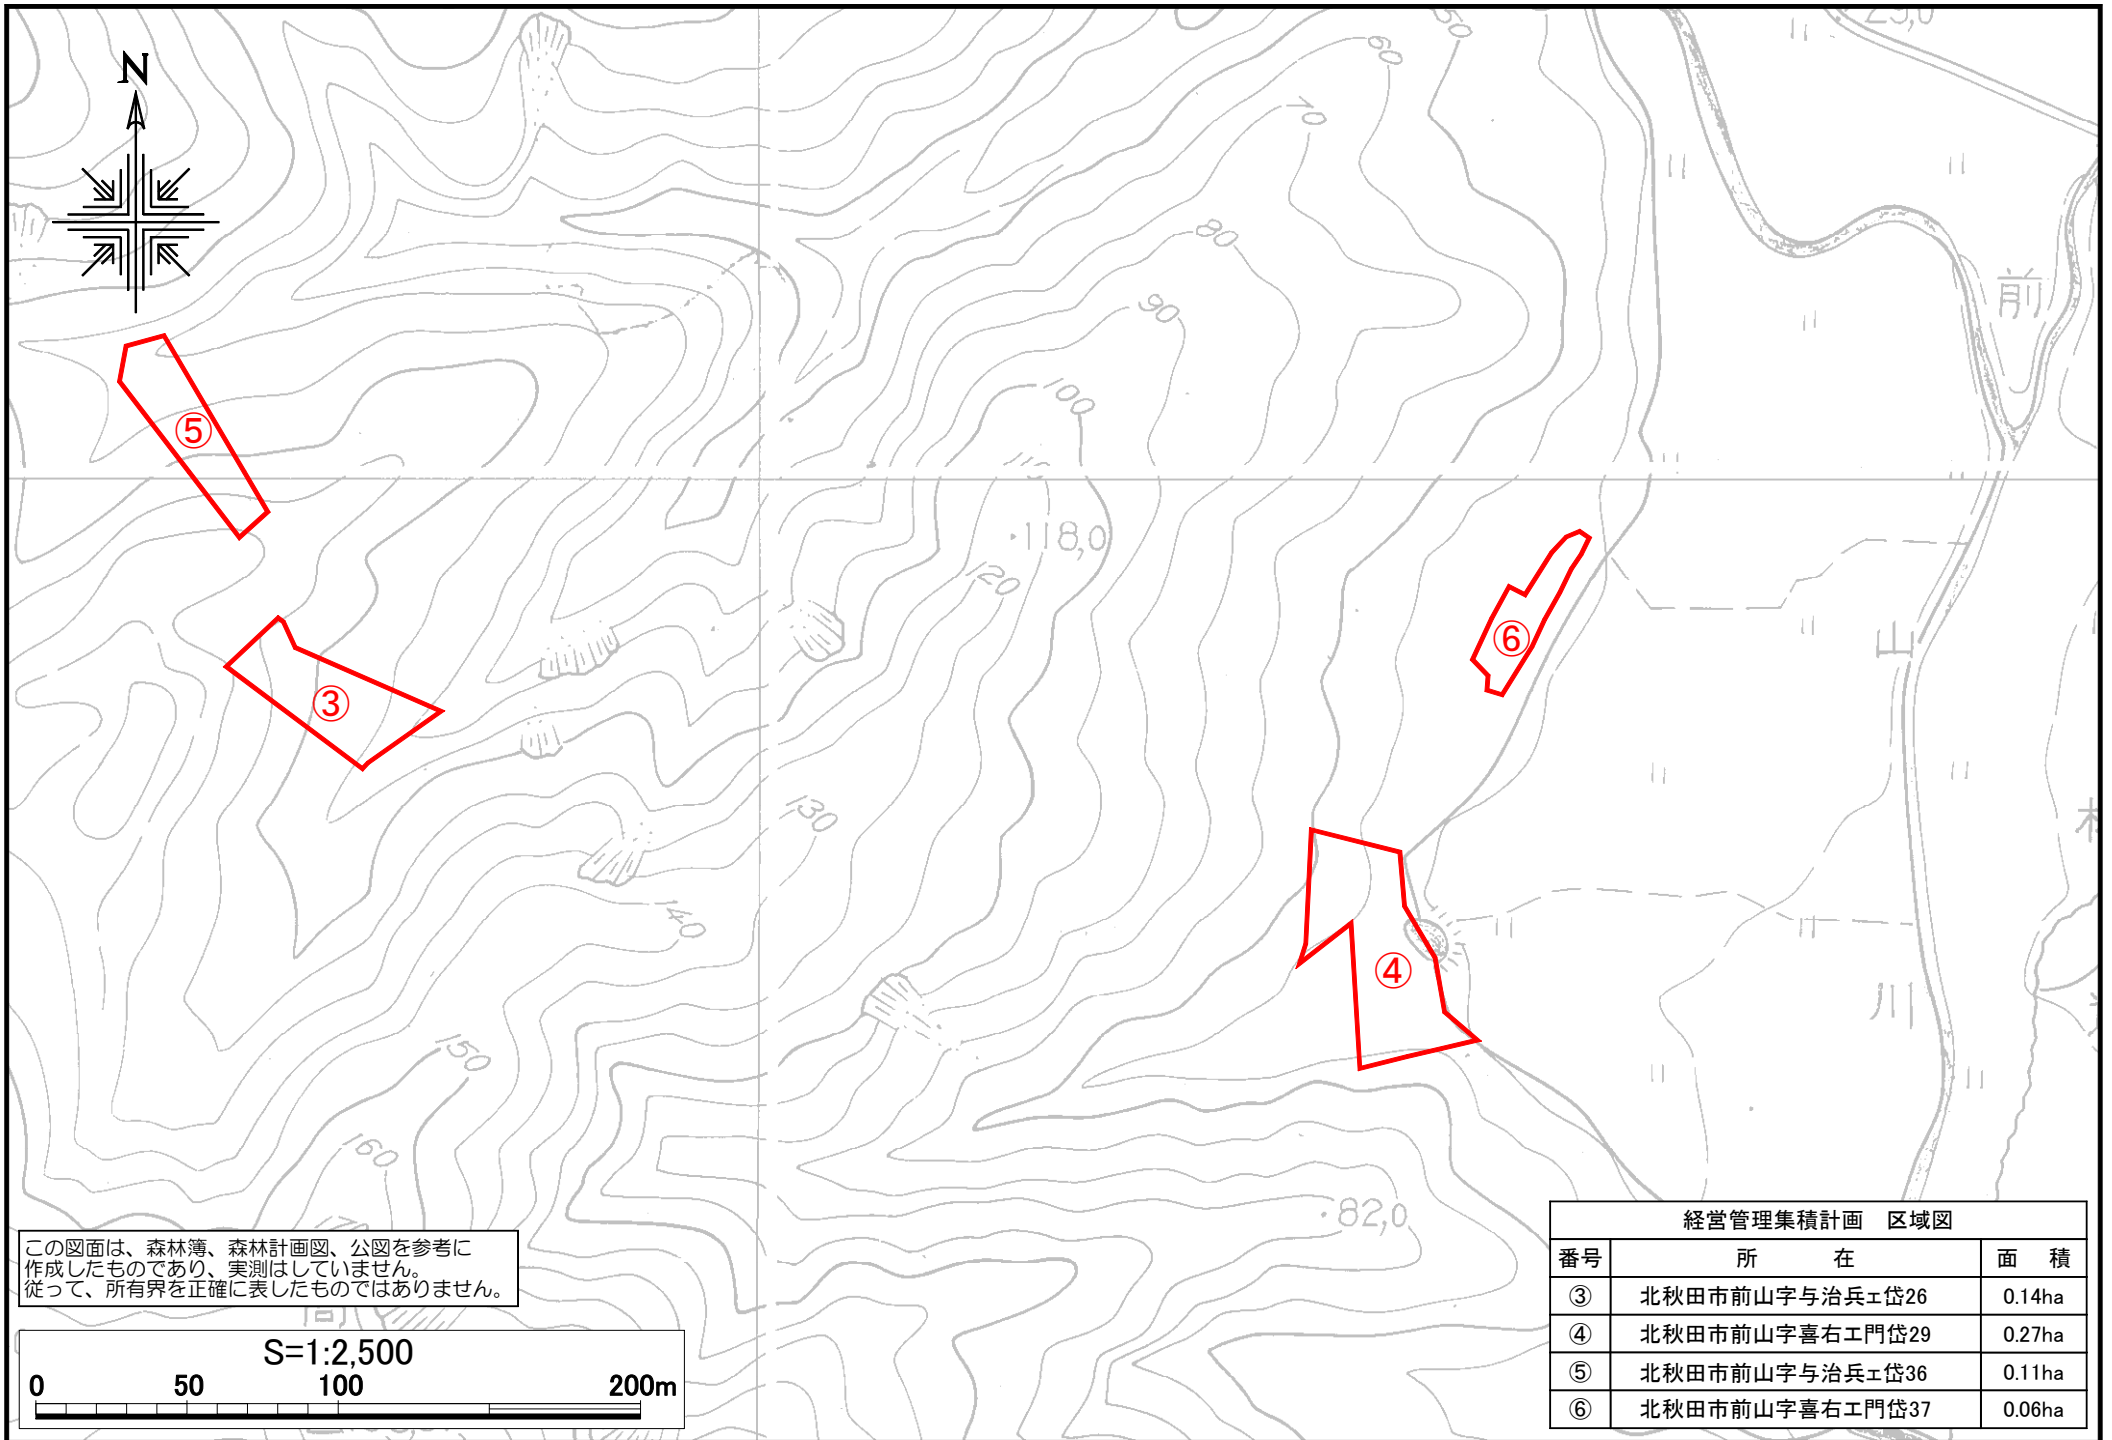 N
50
25,0
60
70
80
90
前
100
⑤
118,0
120
⑥
山
③
130
140
④
川
150
160
82,0
この図面は、森林簿、森林計画図、公図を参考に
作成したものであり、実測はしていません。
従って、所有界を正確に表したものではありません。
S=1:2,500
0 50 100 200m
経営管理集積計画 区域図
番号 所 在 面 積
③ 北秋田市前山字与治兵ェ岱26 0.14ha
④ 北秋田市前山字喜右エ門岱29 0.27ha
⑤ 北秋田市前山字与治兵ェ岱36 0.11ha
⑥ 北秋田市前山字喜右エ門岱37 0.06ha